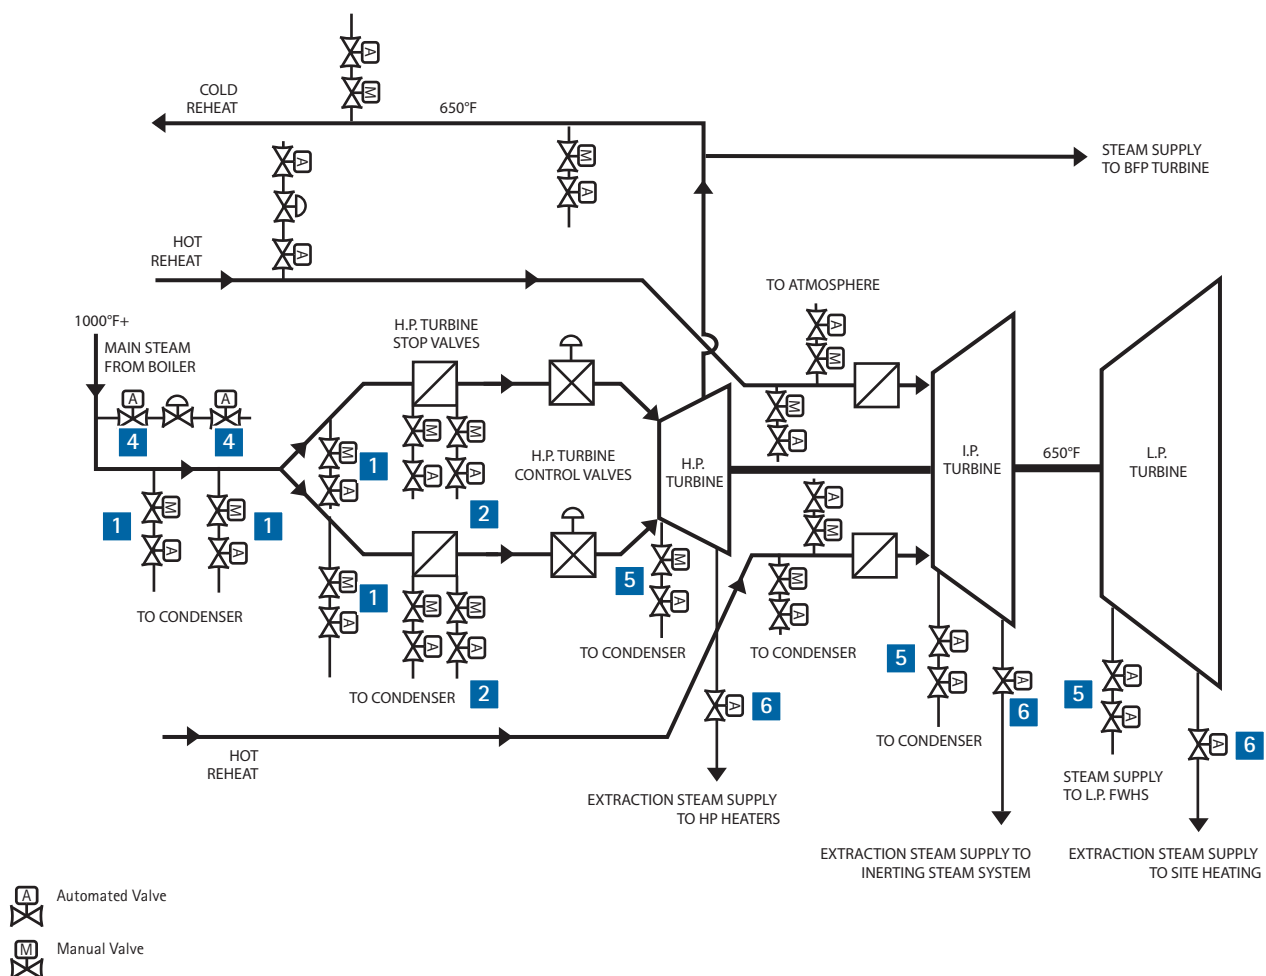 A
M
COLD
REHEAT
650°F
M
A
STEAM SUPPLY
TO BFP TURBINE
A
A
HOT
REHEAT
TO ATMOSPHERE
1000°F+
MAIN STEAM
FROM BOILER
H.P. TURBINE
STOP VALVES
A
M
A
A
4
4
M
A
M
M
M
A
1
A
A
A
2
H.P. TURBINE
CONTROL VALVES
H.P.
TURBINE
I.P.
TURBINE
650°F
L.P.
TURBINE
1
M
A
M
A
1
A
M
M
A
5
M
A
M
A
1
M
A
M
A
2
TO CONDENSER
TO CONDENSER
TO CONDENSER
TO CONDENSER
5
A
A
5
A
A
6
A
A
6
A
6
TO CONDENSER
HOT
REHEAT
STEAM SUPPLY
TO L.P. FWHS
EXTRACTION STEAM SUPPLY
TO HP HEATERS
EXTRACTION STEAM SUPPLY TO
INERTING STEAM SYSTEM
EXTRACTION STEAM SUPPLY
TO SITE HEATING
A
Automated Valve
M
Manual Valve